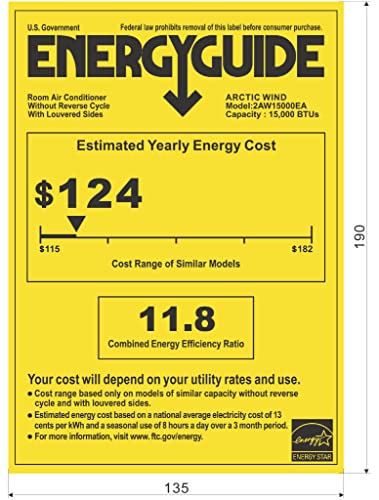 U.S. Government
Federal law prohibits removal of this label before consumer purchase.
ENERGYGUIDE
Room Air Conditioner
Without Reverse Cycle
With Louvered Sides
ARCTIC WIND
Model:2AW15000EA
Capacity : 15,000 BTUs
Estimated Yearly Energy Cost
$124
$115
$182
Cost Range of Similar Models
11.8
Combined Energy Efficiency Ratio
Your cost will depend on your utility rates and use.
• Cost range based only on models of similar capacity without reverse
cycle and with louvered sides.
• Estimated energy cost based on a national average electricity cost of 13
cents per kWh and a seasonal use of 8 hours a day over a 3 month period.
• For more information, visit www.ftc.gov/energy.
energy
ENERGY STAR
190
135